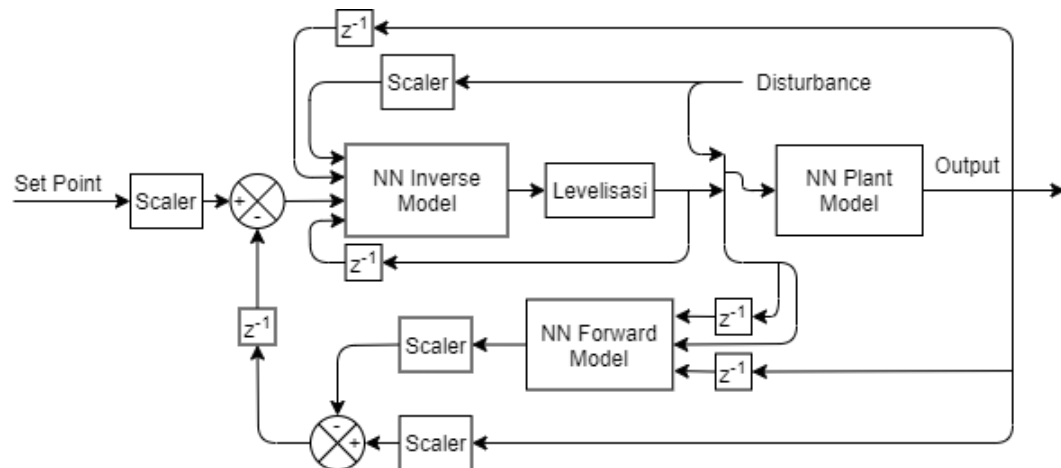 z⁻¹
Scaler
Disturbance
Set Point
Scaler
+
-
NN Inverse
Model
Levelisasi
NN Plant
Model
Output
z⁻¹
z⁻¹
z⁻¹
NN Forward
Model
Scaler
z⁻¹
-
+
Scaler